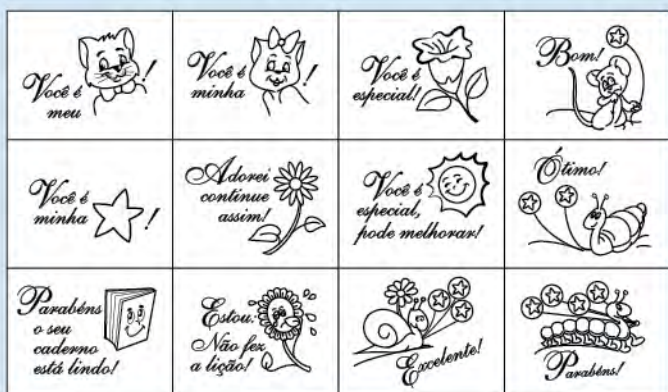 Você é
meu !
Você é
minha !
Você é
especial!
Bom!
Você é
minha !
Adorei
continue
assim!
Você é
especial,
pode melhorar!
Ótimo!
Parabéns
o seu
caderno
está lindo!
Estou:
Não fez
a lição!
Excelente!
Parabéns!